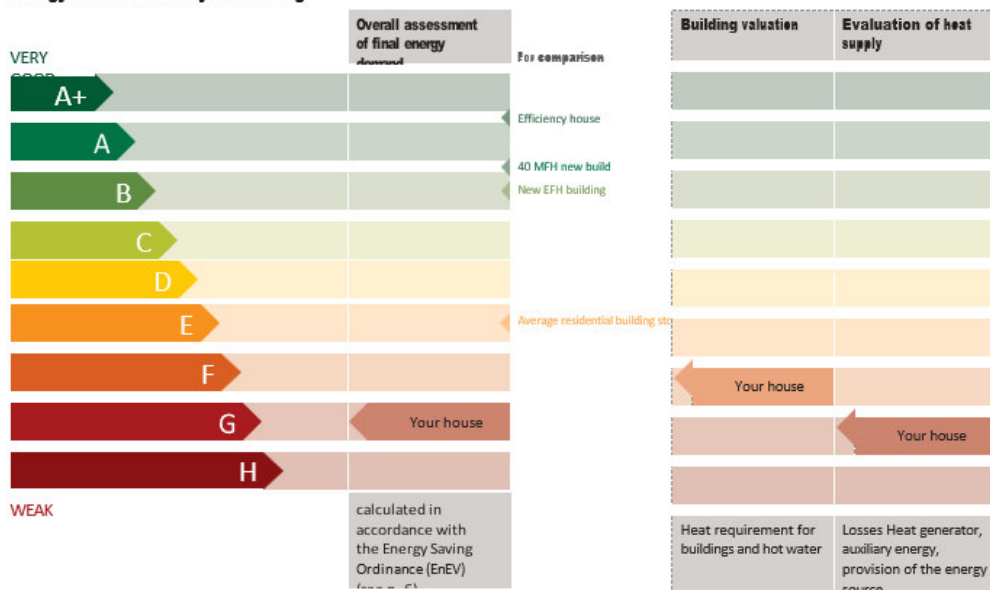 Overall assessment
of final energy
demand
For comparison
Building valuation
Evaluation of heat
supply
VERY
GOOD
A+
Efficiency house
A
40 MFH new build
B
New EFH building
C
D
E
Average residential building sto
F
Your house
G
Your house
Your house
H
WEAK
calculated in
accordance with
the Energy Saving
Ordinance (EnEV)
Heat requirement for
buildings and hot water
Losses Heat generator,
auxiliary energy,
provision of the energy
source